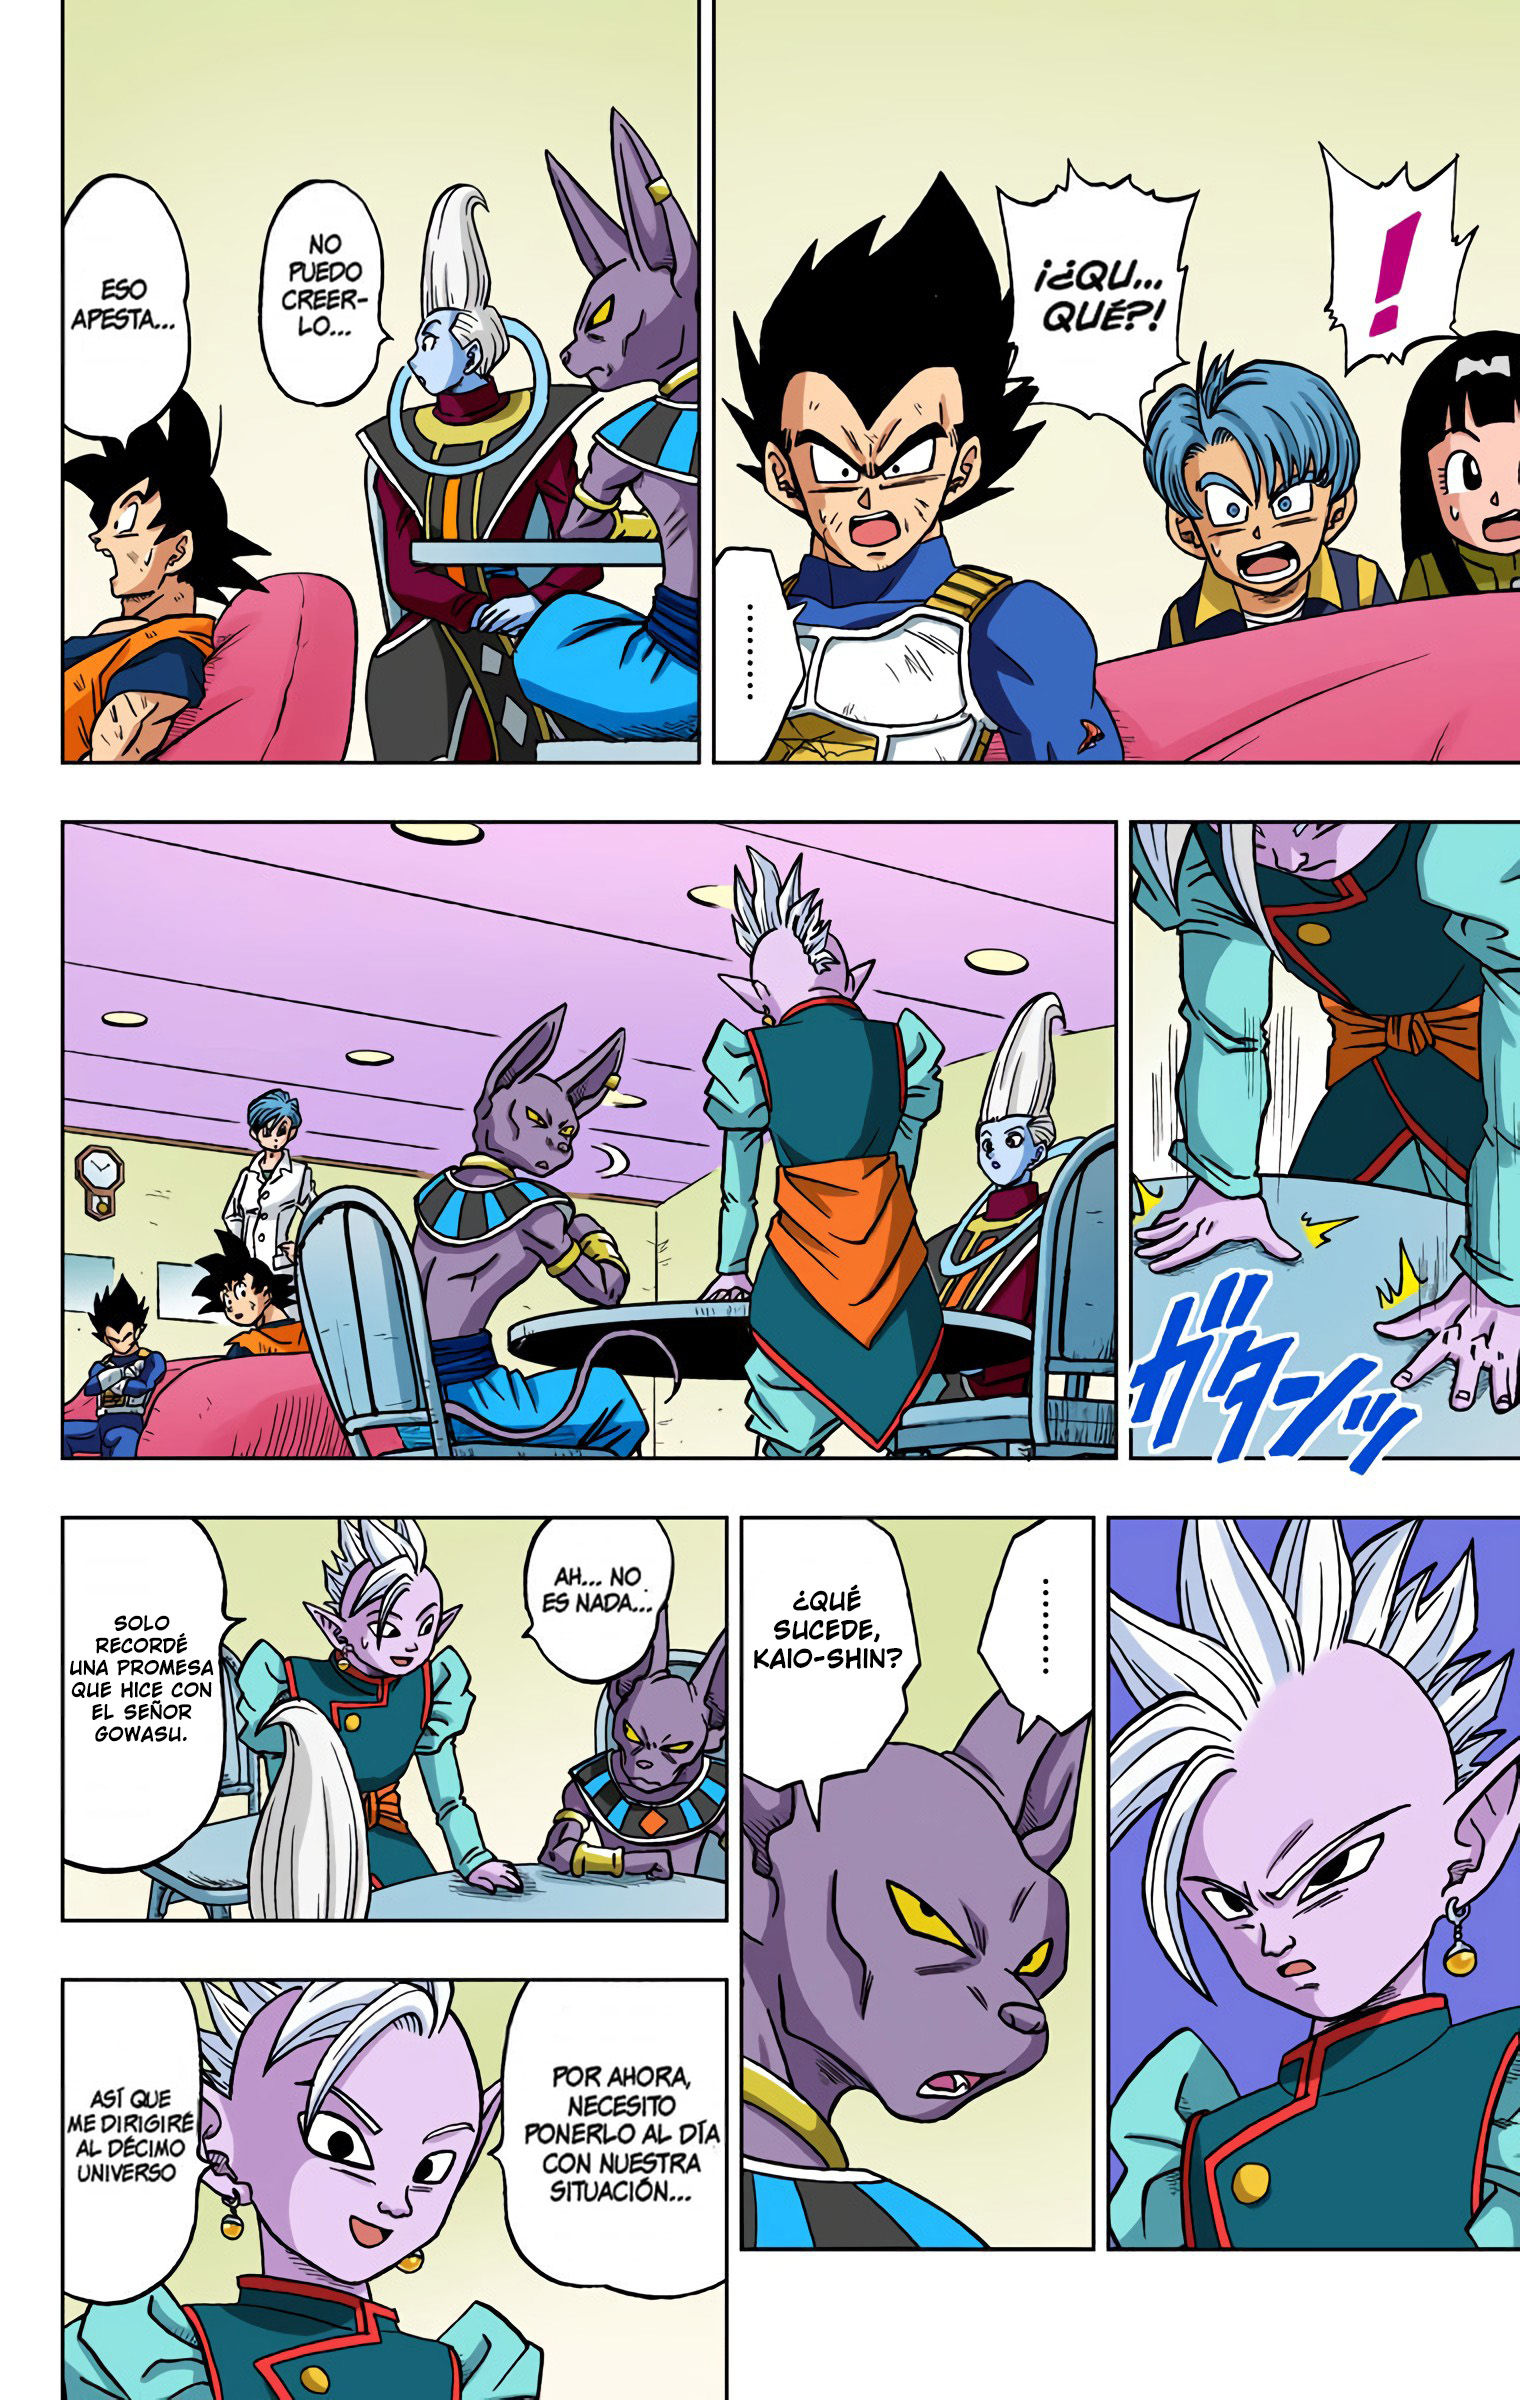 !
¡¿QU...
QUÉ?!
........
NO
PUEDO
CREER-
LO...
ESO
APESTA...
ガタンッ
........
¿QUÉ
SUCEDE,
KAIO-SHIN?
AH... NO
ES NADA...
SOLO
RECORDÉ
UNA PROMESA
QUE HICE CON
EL SEÑOR
GOWASU.
POR AHORA,
NECESITO
PONERLO AL DÍA
CON NUESTRA
SITUACIÓN...
ASÍ QUE
ME DIRIGIRÉ
AL DÉCIMO
UNIVERSO